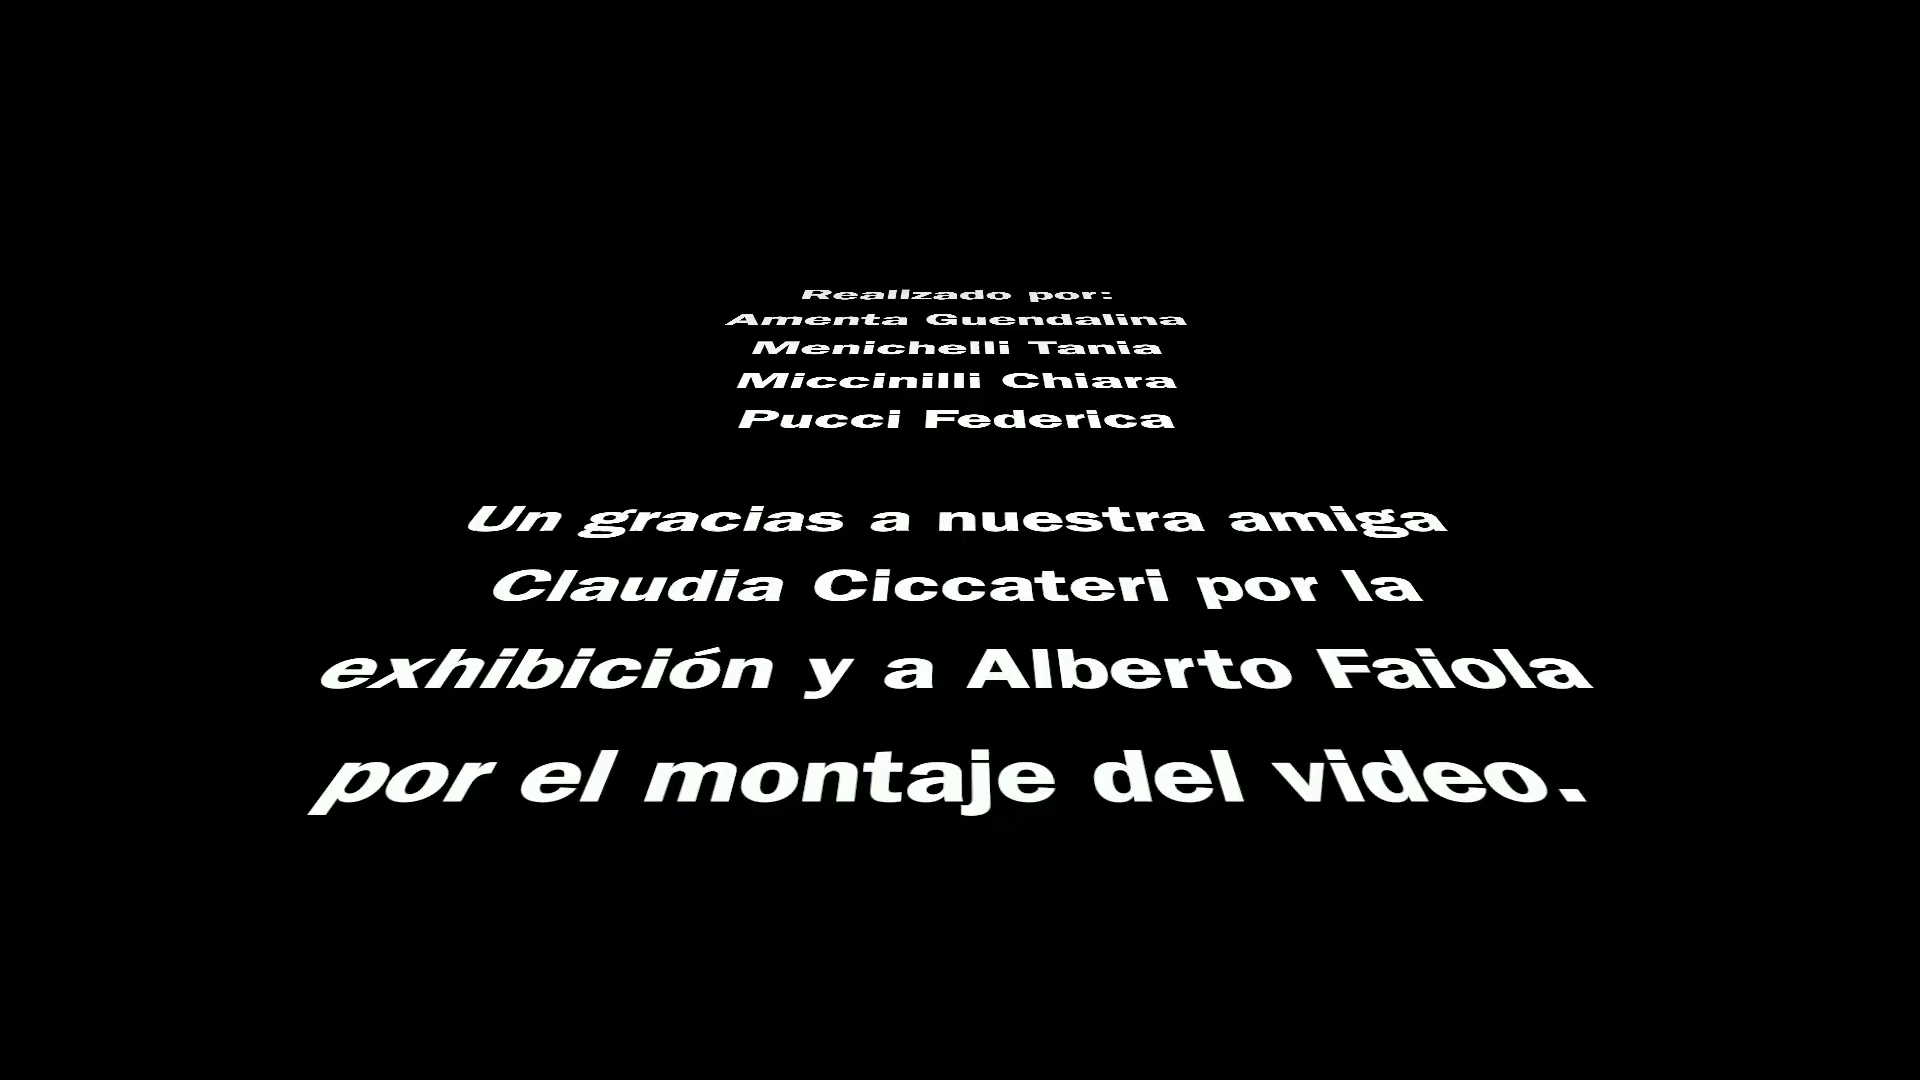 Realizado por:
Amenta Guendalina
Menichelli Tania
Miccinilli Chiara
Pucci Federica
Un gracias a nuestra amiga
Claudia Ciccateri por la
exhibición y a Alberto Faiola
por el montaje del video.